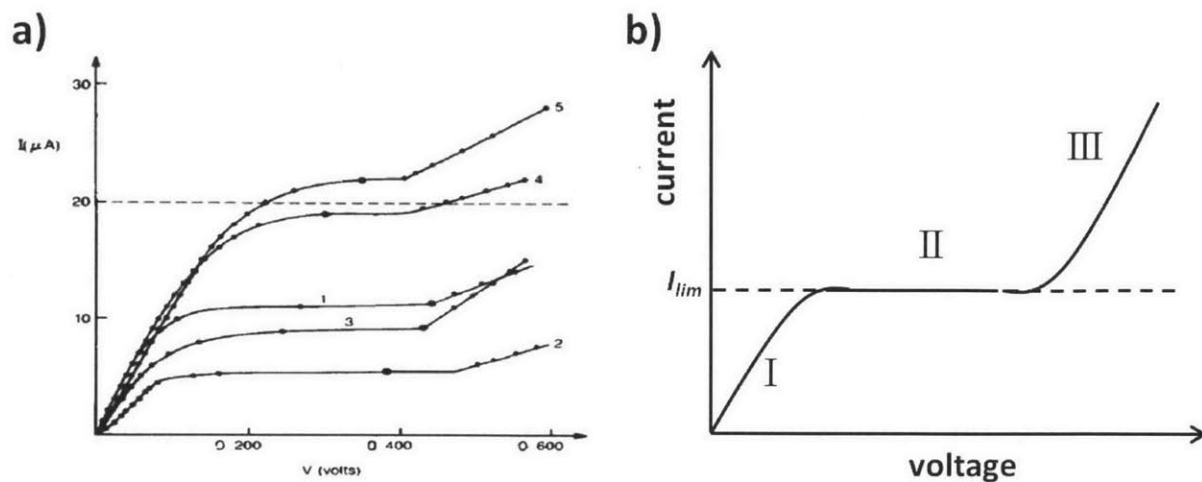 a)
30
20
10
I(μA)
5
4
1
3
2
0.200
0.400
0.600
V (volts)
b)
current
I_lim
I
II
III
voltage